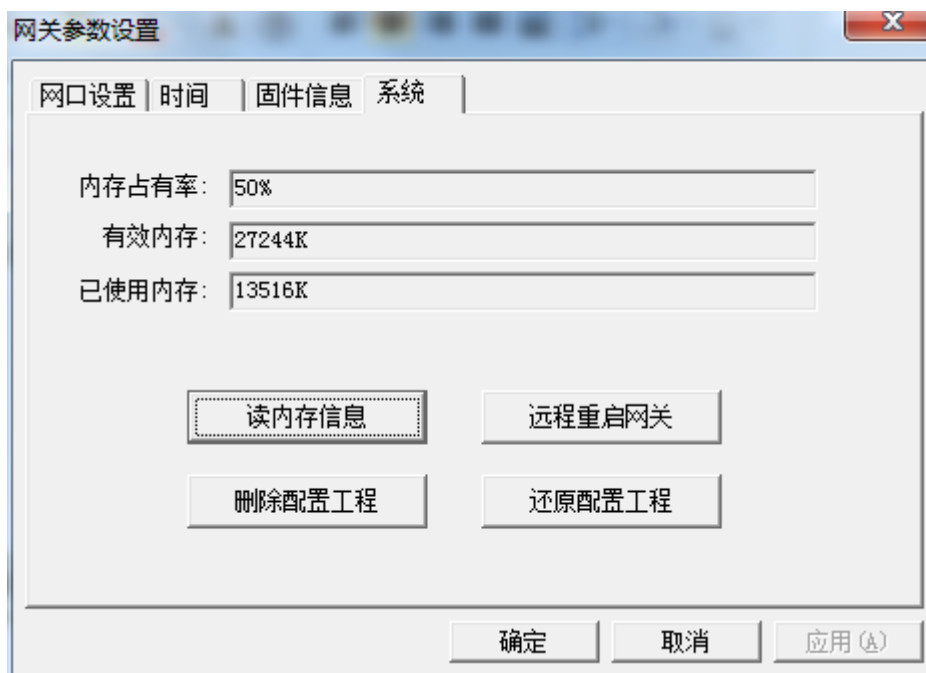 网关参数设置
网口设置 时间 固件信息 系统
内存占有率: 50%
有效内存: 27244K
已使用内存: 13516K
读内存信息 远程重启网关
删除配置工程 还原配置工程
确定 取消 应用(A)